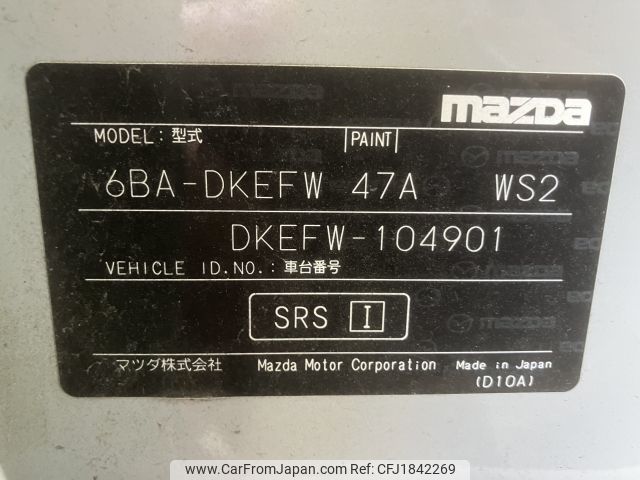 mazda
MODEL: 型式 PAINT
6BA-DKEFW 47A WS2
DKEFW-104901
VEHICLE ID.NO.: 車台番号
SRS I
マツダ株式会社 Mazda Motor Corporation Made in Japan
(D10A)
www.CarFromJapan.com | Ref No. CFJ1842269